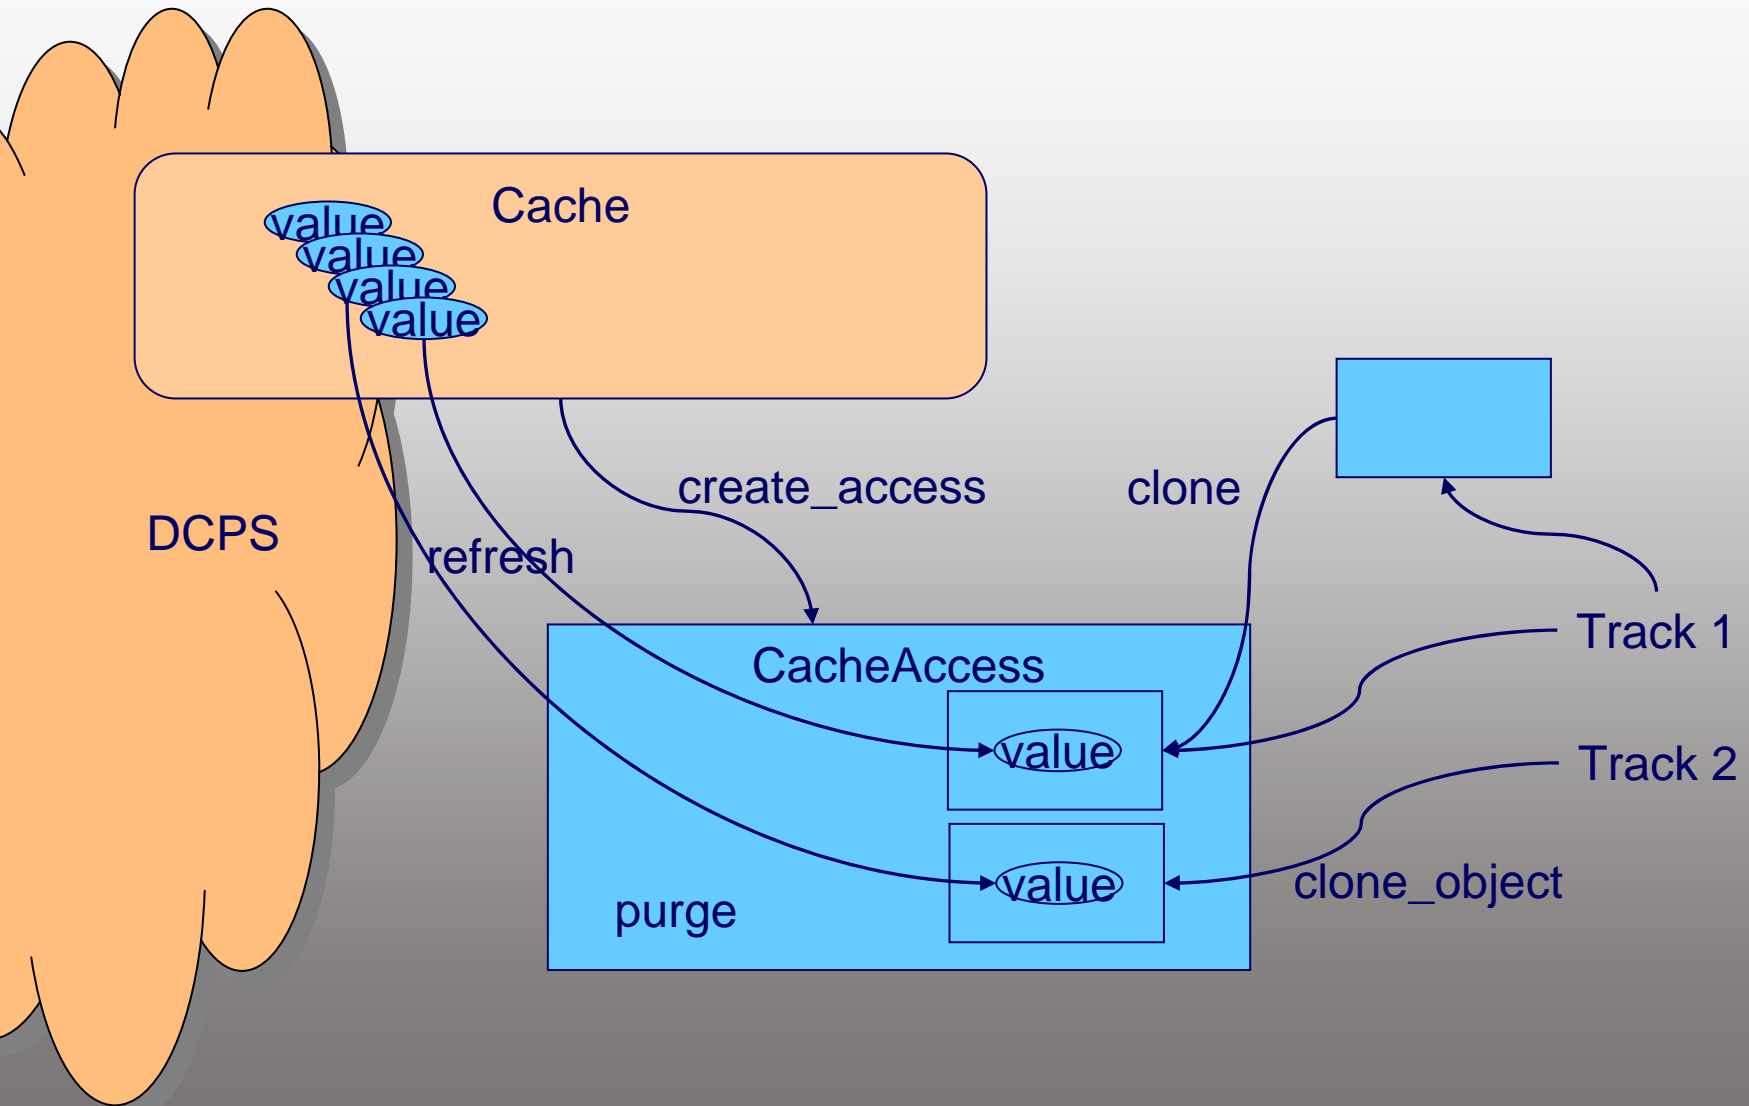 Cache
value
value
value
value
create_access
clone
DCPS
refresh
Track 1
CacheAccess
value
Track 2
value
clone_object
purge